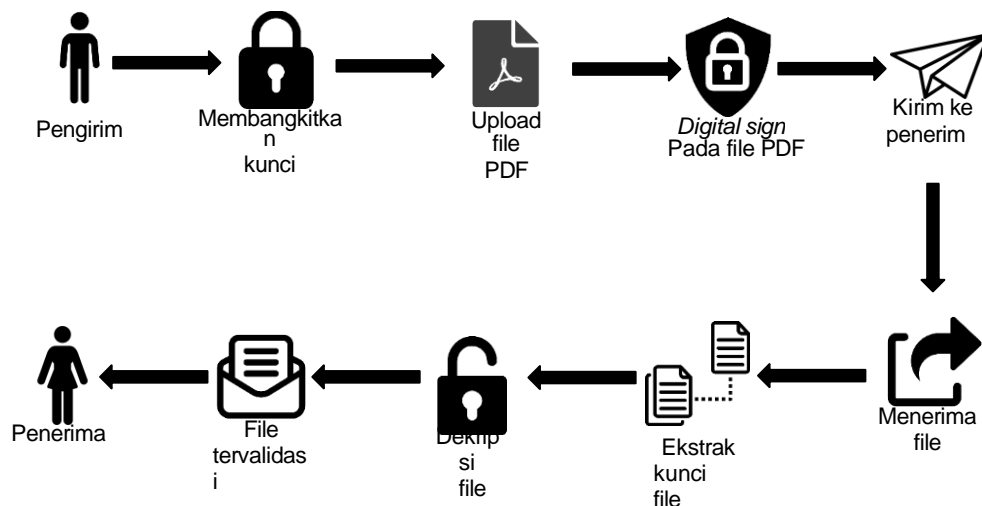 Pengirim
Membangkitka
n
kunci
Upload
file
PDF
Digital sign
Pada file PDF
Kirim ke
penerim
Penerima
File
tervalidas
i
Dekrip
si
file
Ekstrak
kunci
file
Menerima
file